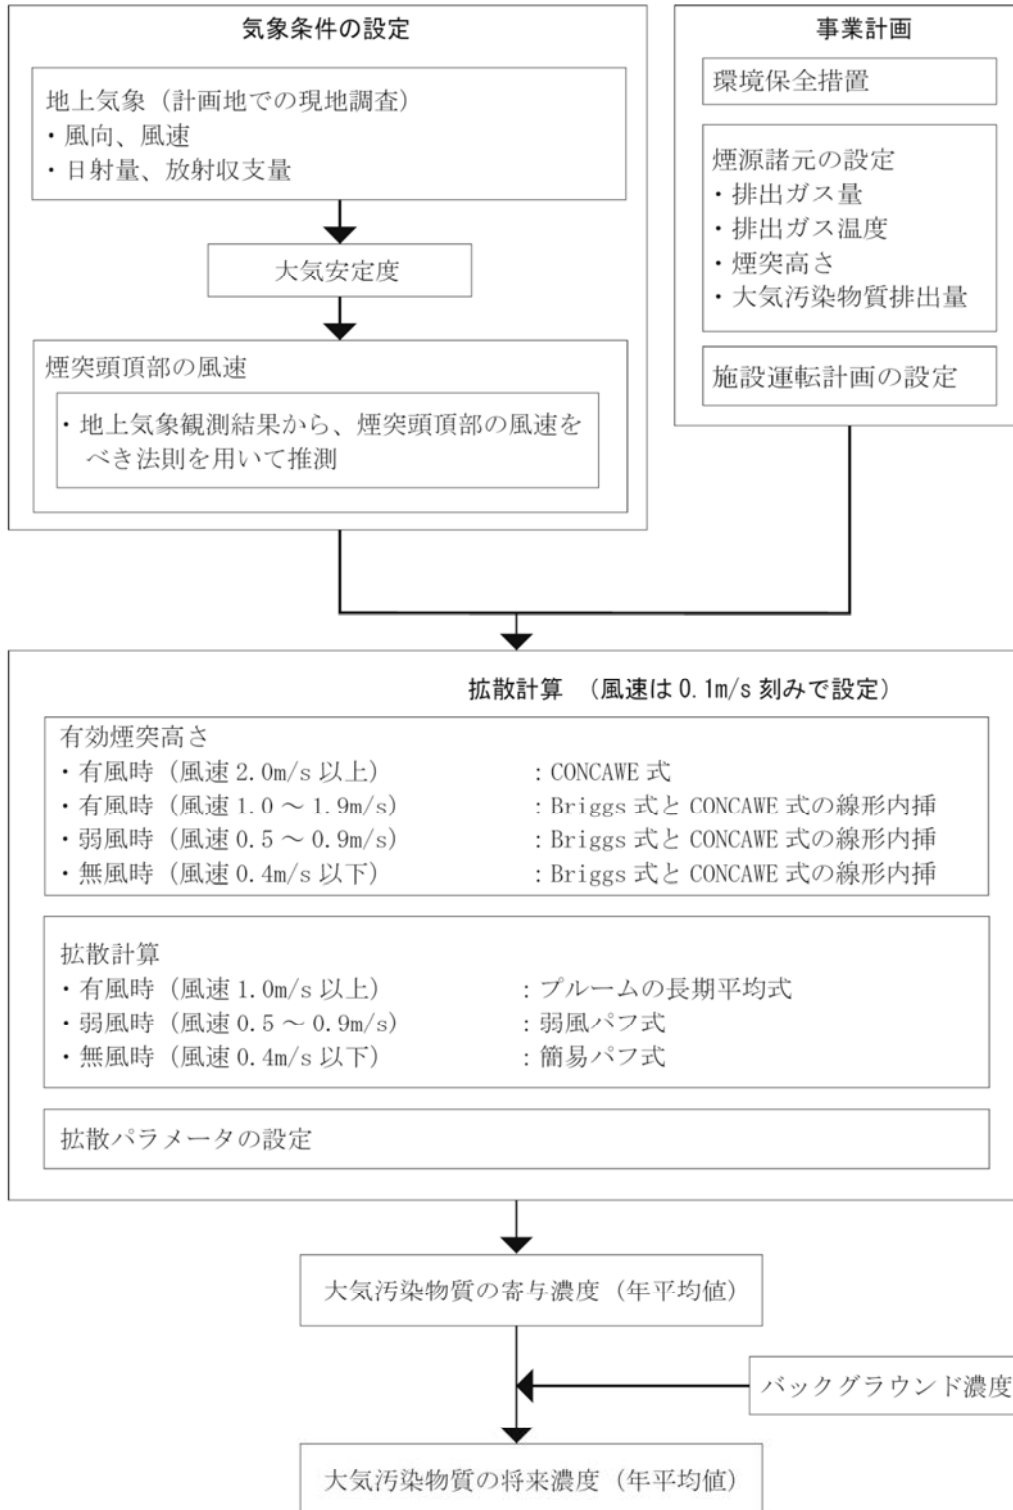 気象条件の設定
地上気象（計画地での現地調査）
・風向、風速
・日射量、放射収支量
大気安定度
煙突頭頂部の風速
・地上気象観測結果から、煙突頭頂部の風速を
べき法則を用いて推測
事業計画
環境保全措置
煙源諸元の設定
・排出ガス量
・排出ガス温度
・煙突高さ
・大気汚染物質排出量
施設運転計画の設定
拡散計算　（風速は 0.1m/s 刻みで設定）
有効煙突高さ
・有風時（風速 2.0m/s 以上）　：CONCAWE 式
・有風時（風速 1.0 ～ 1.9m/s）　：Briggs 式と CONCAWE 式の線形内挿
・弱風時（風速 0.5 ～ 0.9m/s）　：Briggs 式と CONCAWE 式の線形内挿
・無風時（風速 0.4m/s 以下）　：Briggs 式と CONCAWE 式の線形内挿
拡散計算
・有風時（風速 1.0m/s 以上）　：プルームの長期平均式
・弱風時（風速 0.5 ～ 0.9m/s）　：弱風パフ式
・無風時（風速 0.4m/s 以下）　：簡易パフ式
拡散パラメータの設定
大気汚染物質の寄与濃度（年平均値）
バックグラウンド濃度
大気汚染物質の将来濃度（年平均値）